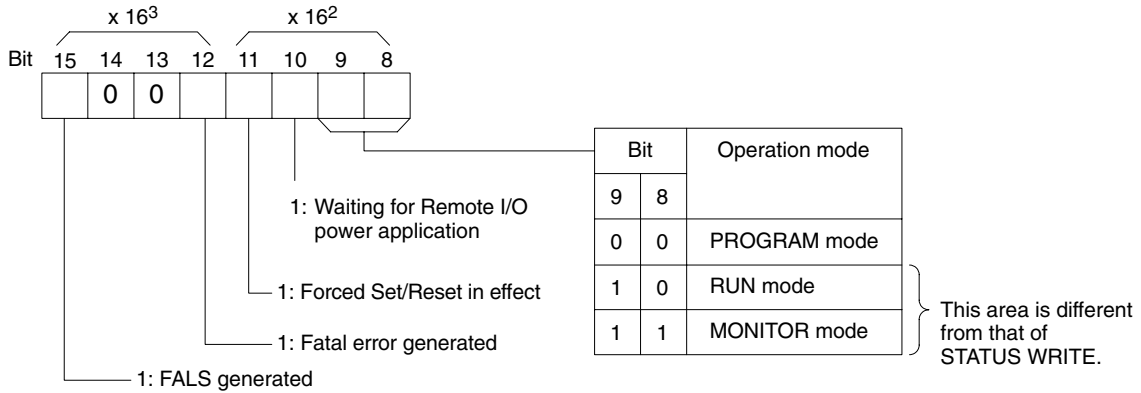 x 16³ x 16²
Bit 15 14 13 12 11 10 9 8
0 0
Bit Operation mode
9 8
0 0 PROGRAM mode
1 0 RUN mode
1 1 MONITOR mode
This area is different
from that of
STATUS WRITE.
1: Waiting for Remote I/O
power application
1: Forced Set/Reset in effect
1: Fatal error generated
1: FALS generated